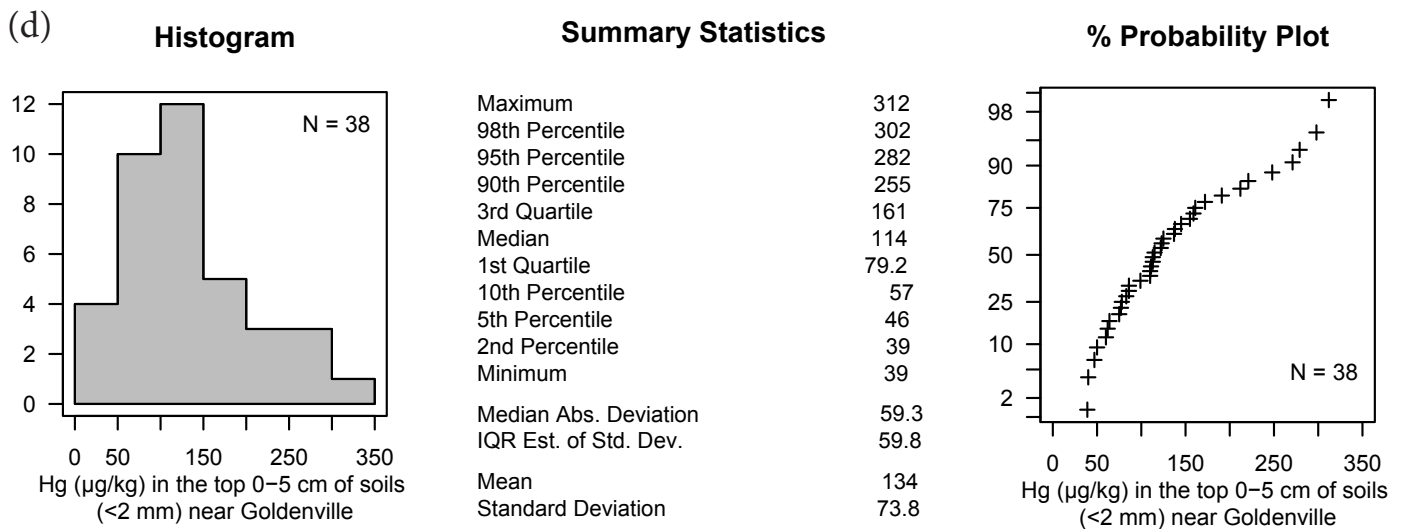 (d)
Histogram
12
10
8
6
4
2
0
N = 38
0 50 150 250 350
Hg (µg/kg) in the top 0−5 cm of soils
(<2 mm) near Goldenville
Summary Statistics
Maximum 312
98th Percentile 302
95th Percentile 282
90th Percentile 255
3rd Quartile 161
Median 114
1st Quartile 79.2
10th Percentile 57
5th Percentile 46
2nd Percentile 39
Minimum 39
Median Abs. Deviation 59.3
IQR Est. of Std. Dev. 59.8
Mean 134
Standard Deviation 73.8
% Probability Plot
98
90
75
50
25
10
2
N = 38
0 50 150 250 350
Hg (µg/kg) in the top 0−5 cm of soils
(<2 mm) near Goldenville